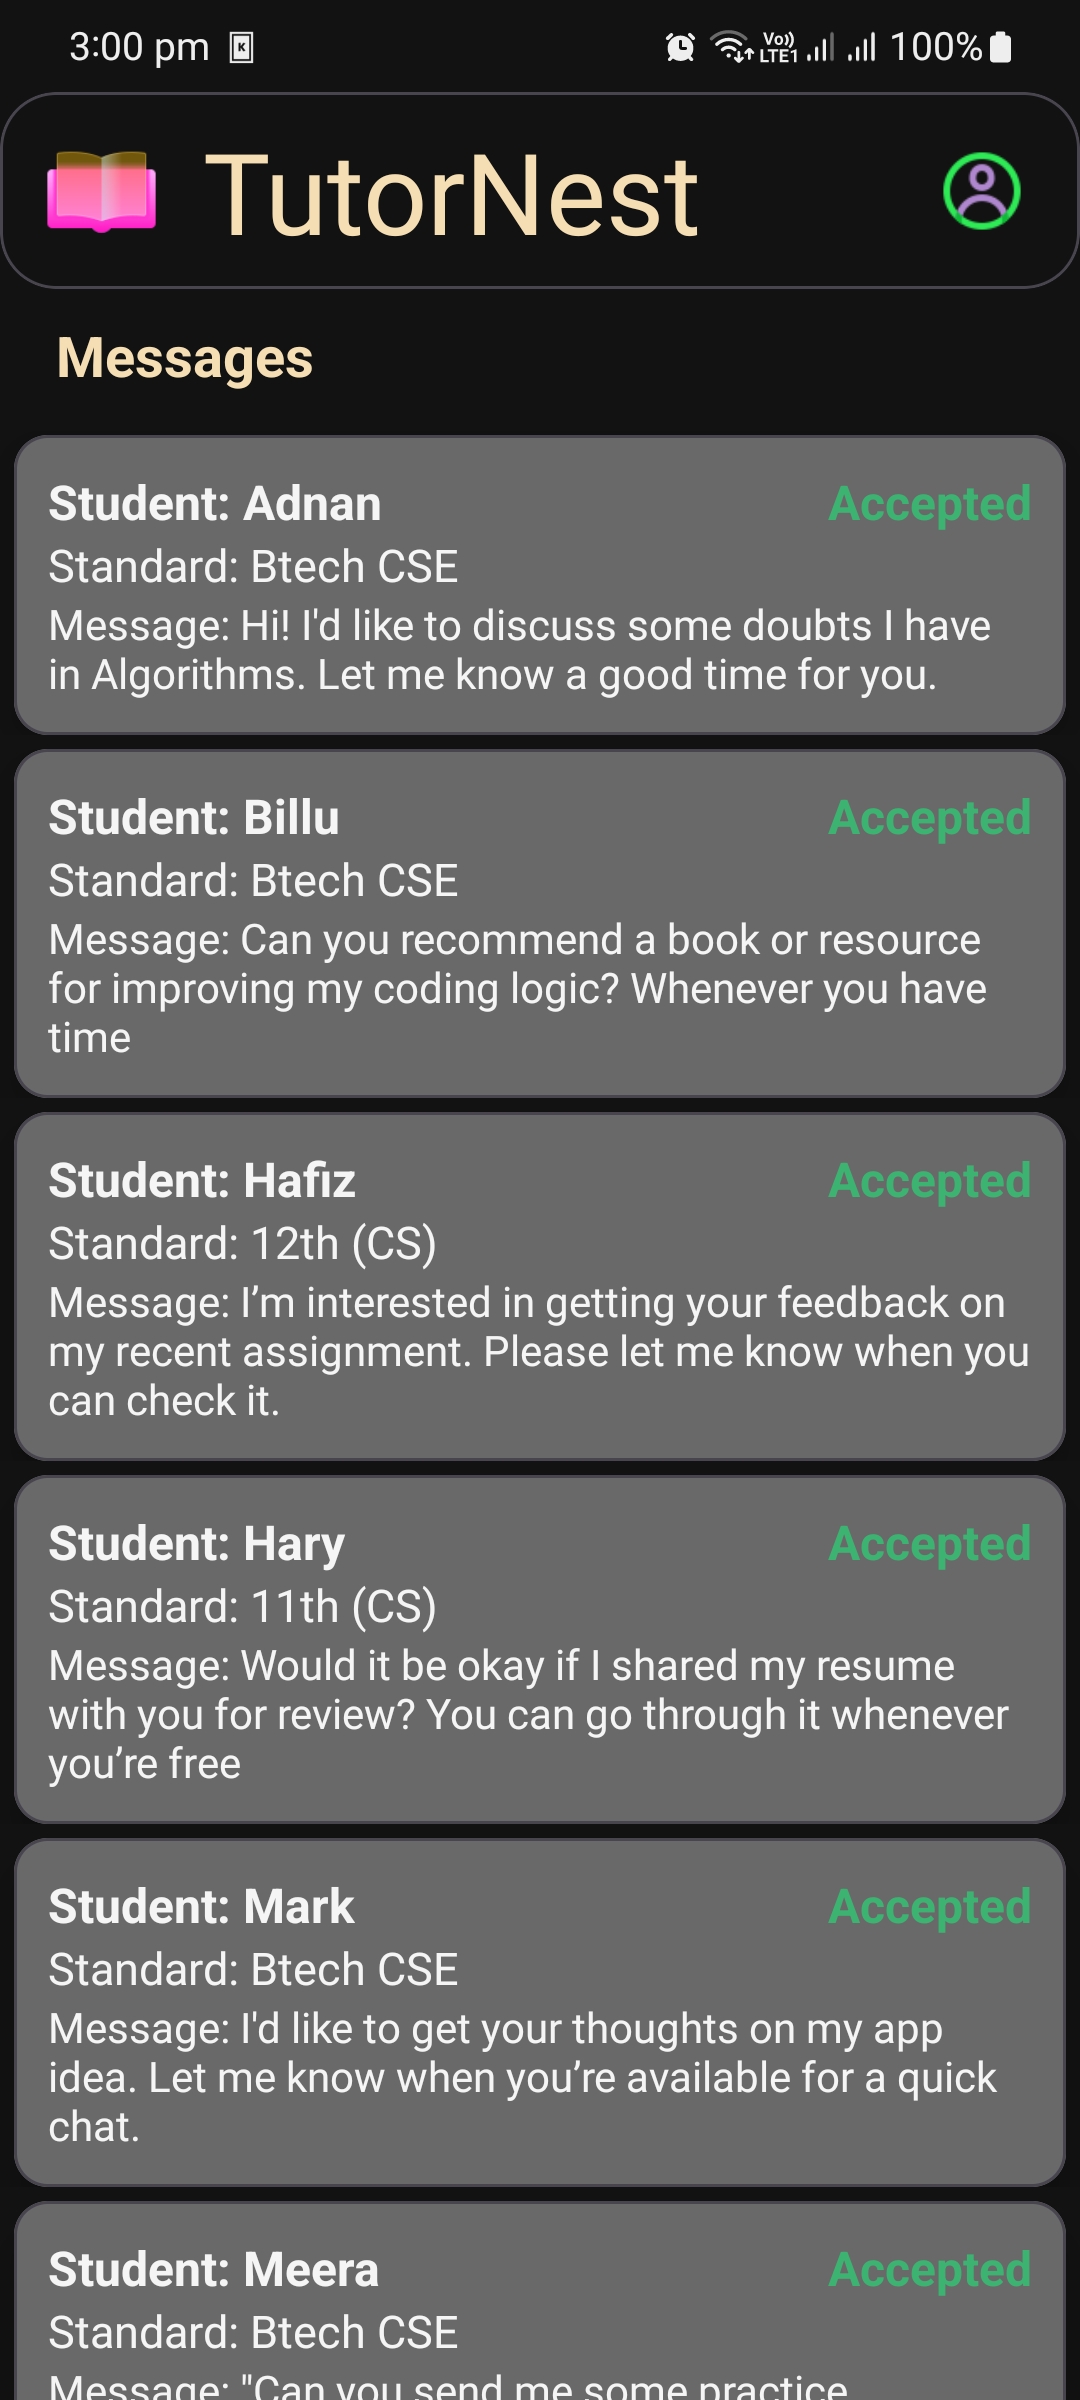 3:00 pm K Vo)) LTE1 100%
TutorNest
Messages
Student: Adnan Accepted
Standard: Btech CSE
Message: Hi! I'd like to discuss some doubts I have
in Algorithms. Let me know a good time for you.
Student: Billu Accepted
Standard: Btech CSE
Message: Can you recommend a book or resource
for improving my coding logic? Whenever you have
time
Student: Hafiz Accepted
Standard: 12th (CS)
Message: I’m interested in getting your feedback on
my recent assignment. Please let me know when you
can check it.
Student: Hary Accepted
Standard: 11th (CS)
Message: Would it be okay if I shared my resume
with you for review? You can go through it whenever
you’re free
Student: Mark Accepted
Standard: Btech CSE
Message: I'd like to get your thoughts on my app
idea. Let me know when you’re available for a quick
chat.
Student: Meera Accepted
Standard: Btech CSE
Message: "Can you send me some practice